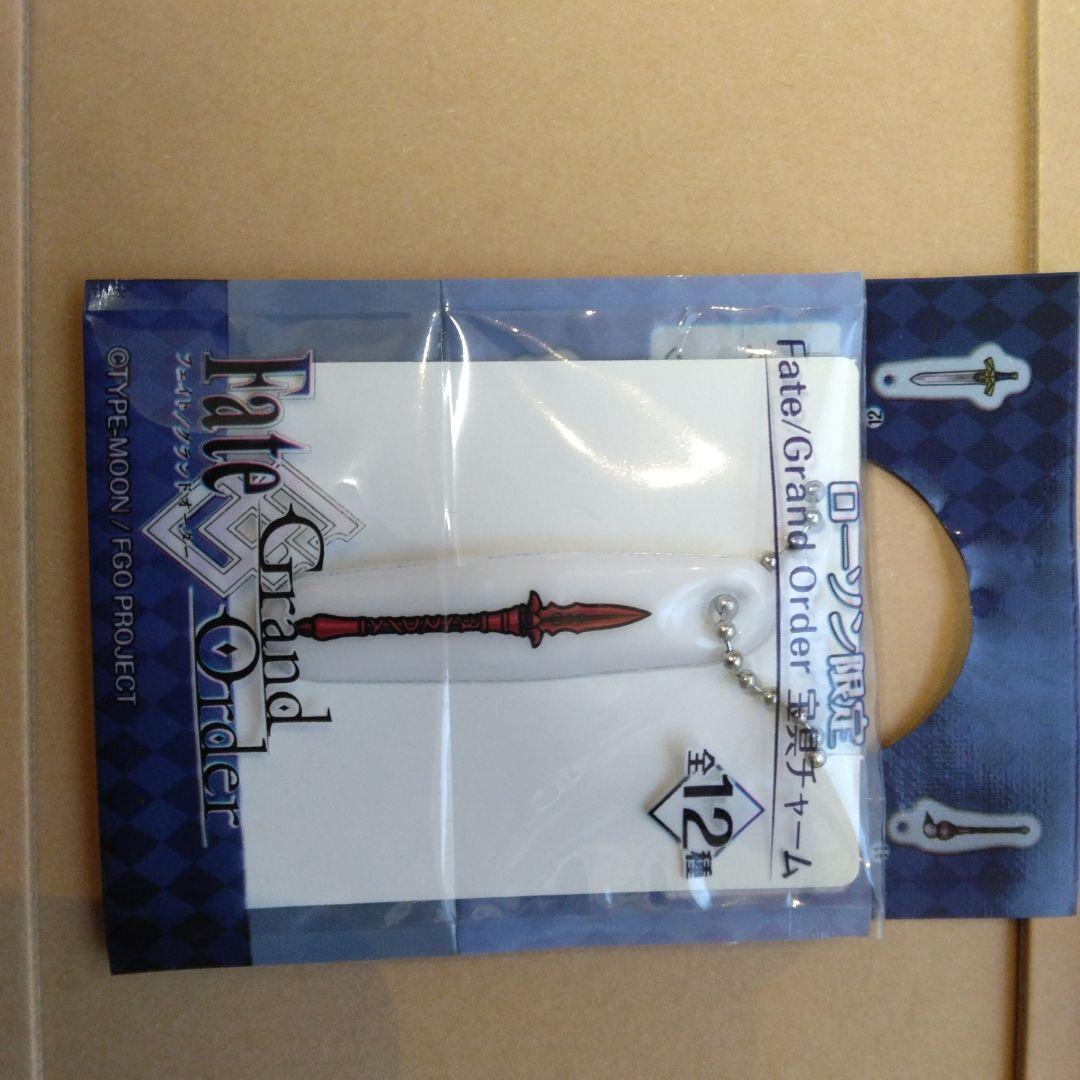 ローソン限定
Fate/Grand Order 宝具チャーム
全12種
Fate
Grand
Order
フェイト/グランドオーダー
©TYPE-MOON / FGO PROJECT
⑫